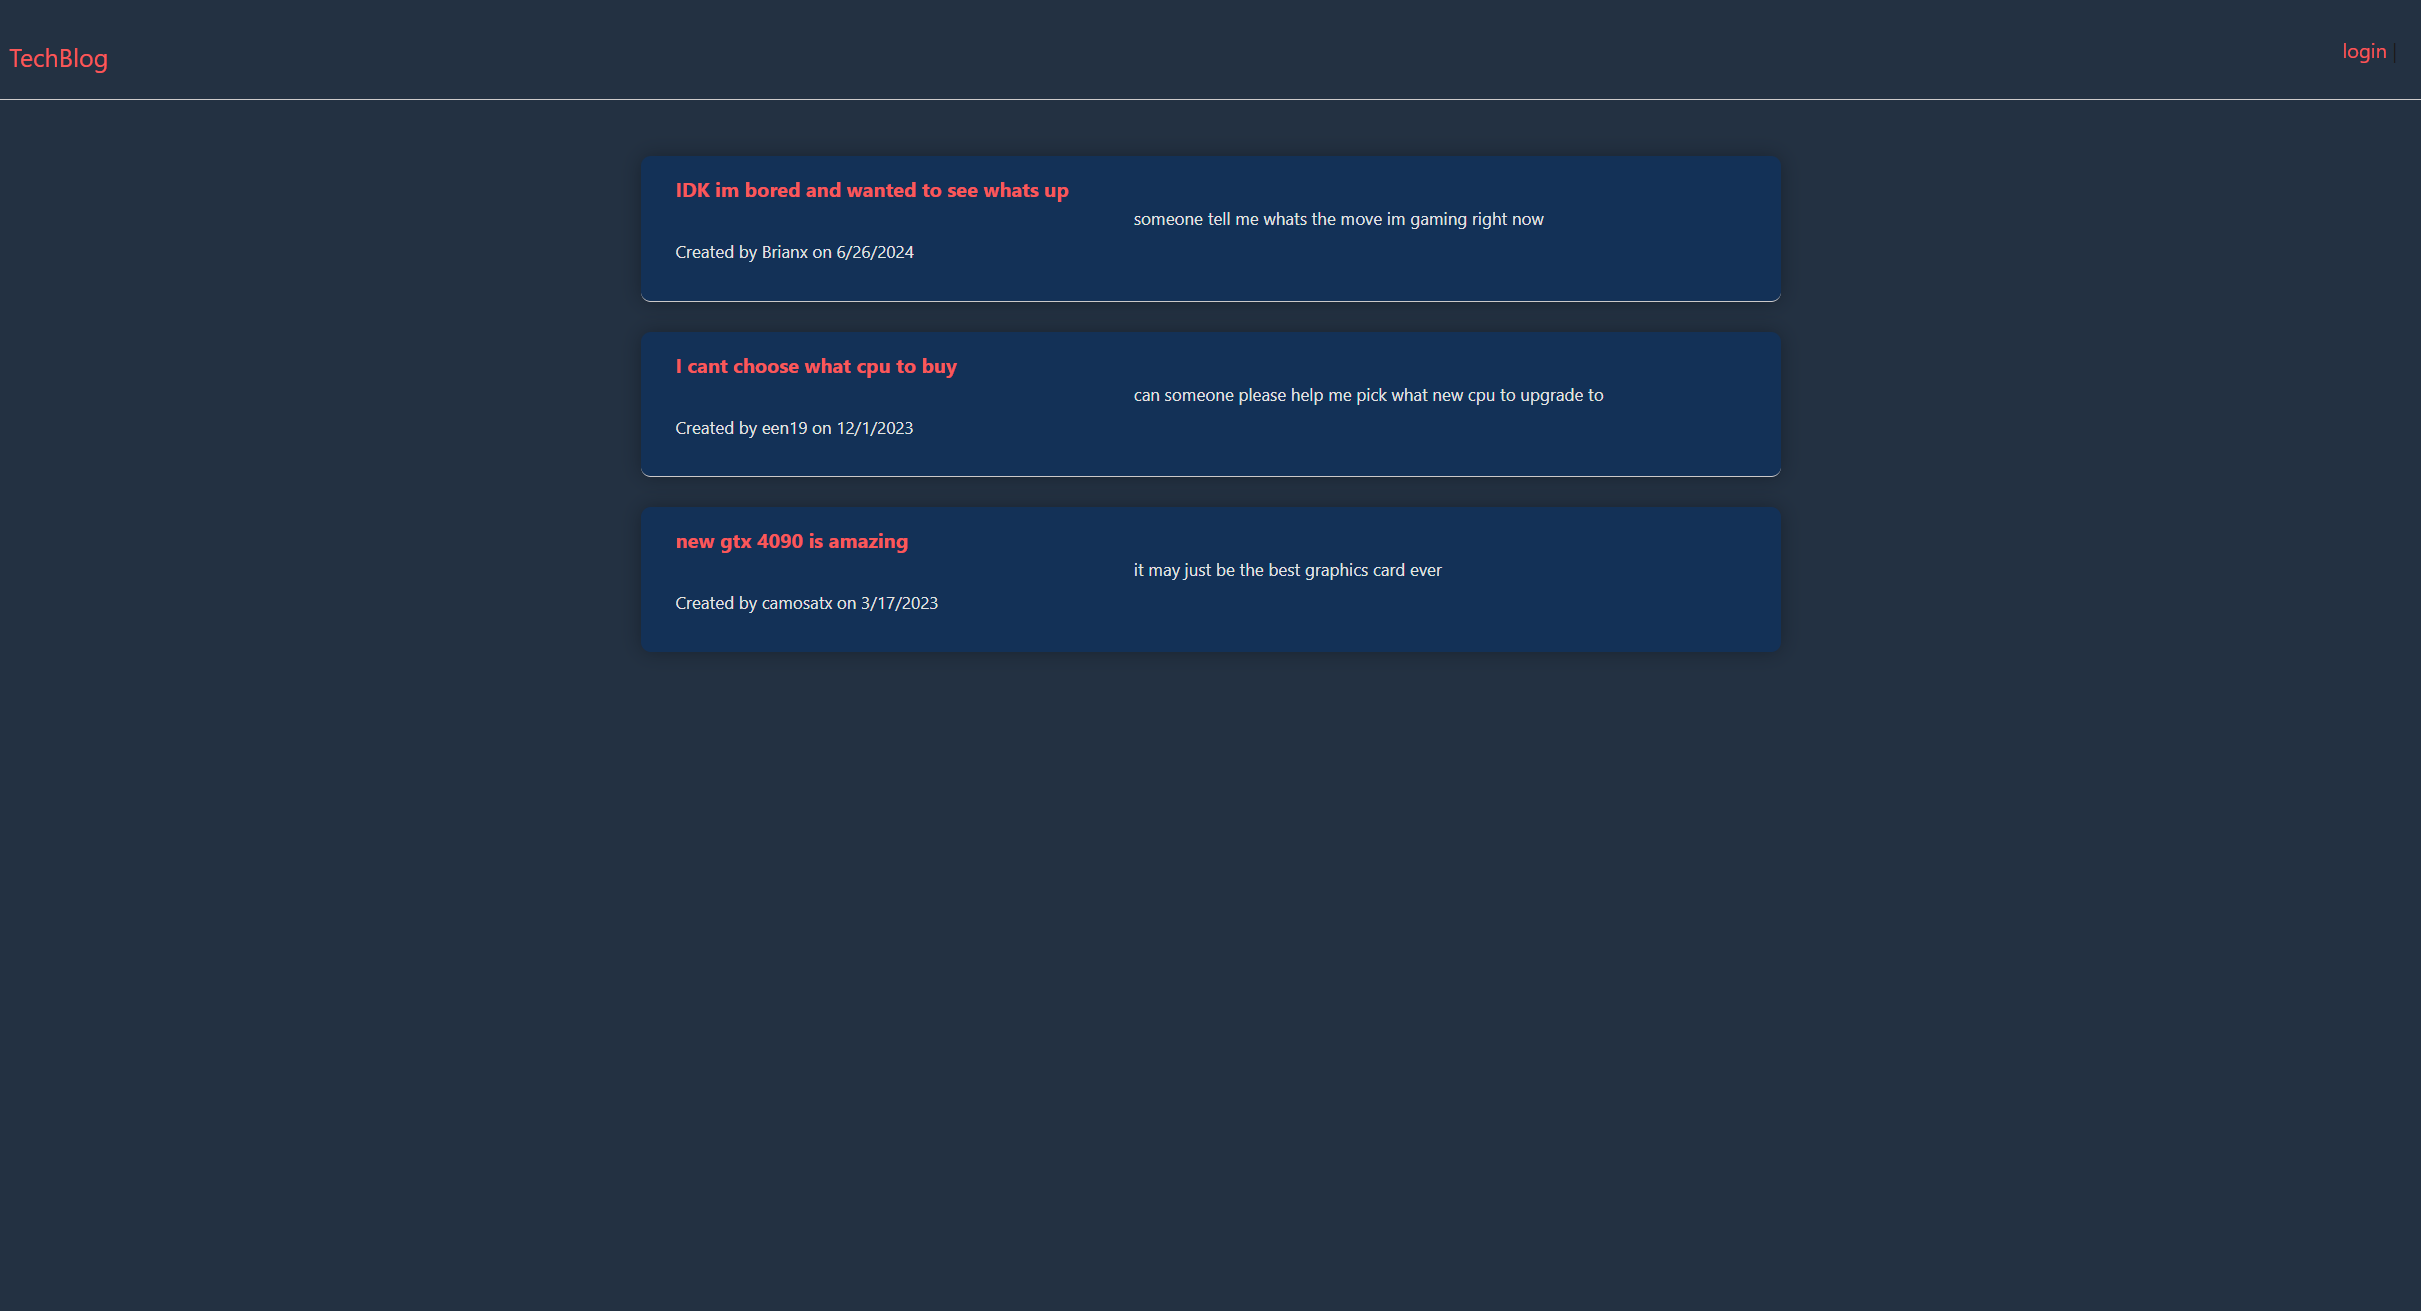 TechBlog
login |
IDK im bored and wanted to see whats up
someone tell me whats the move im gaming right now
Created by Brianx on 6/26/2024
I cant choose what cpu to buy
can someone please help me pick what new cpu to upgrade to
Created by een19 on 12/1/2023
new gtx 4090 is amazing
it may just be the best graphics card ever
Created by camosatx on 3/17/2023